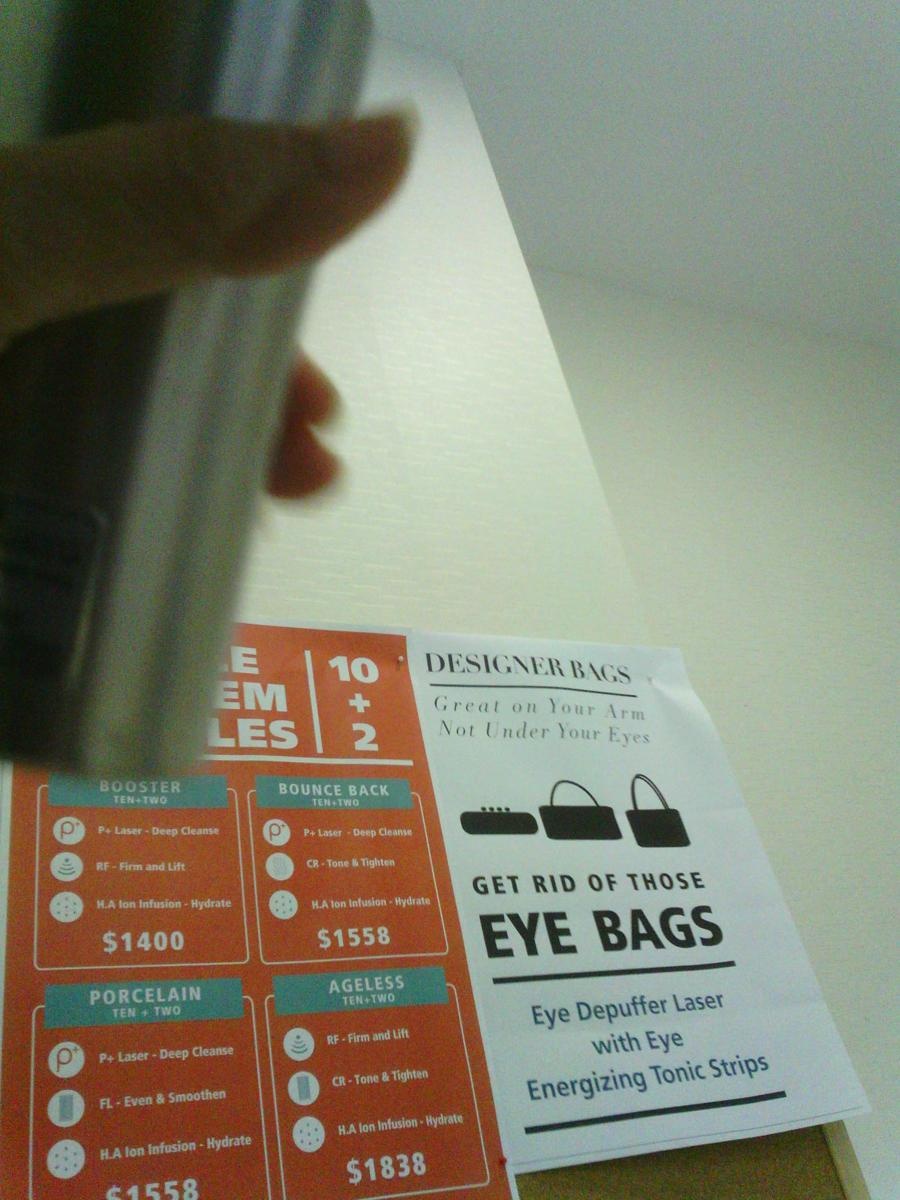 10
+
2
BOOSTER
TEN+TWO
P+ P+ Laser - Deep Cleanse
RF - Firm and Lift
H.A Ion Infusion - Hydrate
$1400
BOUNCE BACK
TEN+TWO
P+ P+ Laser - Deep Cleanse
CR - Tone & Tighten
H.A Ion Infusion - Hydrate
$1558
PORCELAIN
TEN + TWO
P+ P+ Laser - Deep Cleanse
FL - Even & Smoothen
H.A Ion Infusion - Hydrate
$1558
AGELESS
TEN+TWO
RF - Firm and Lift
CR - Tone & Tighten
H.A Ion Infusion - Hydrate
$1838
DESIGNER BAGS
Great on Your Arm
Not Under Your Eyes
GET RID OF THOSE
EYE BAGS
Eye Depuffer Laser
with Eye
Energizing Tonic Strips